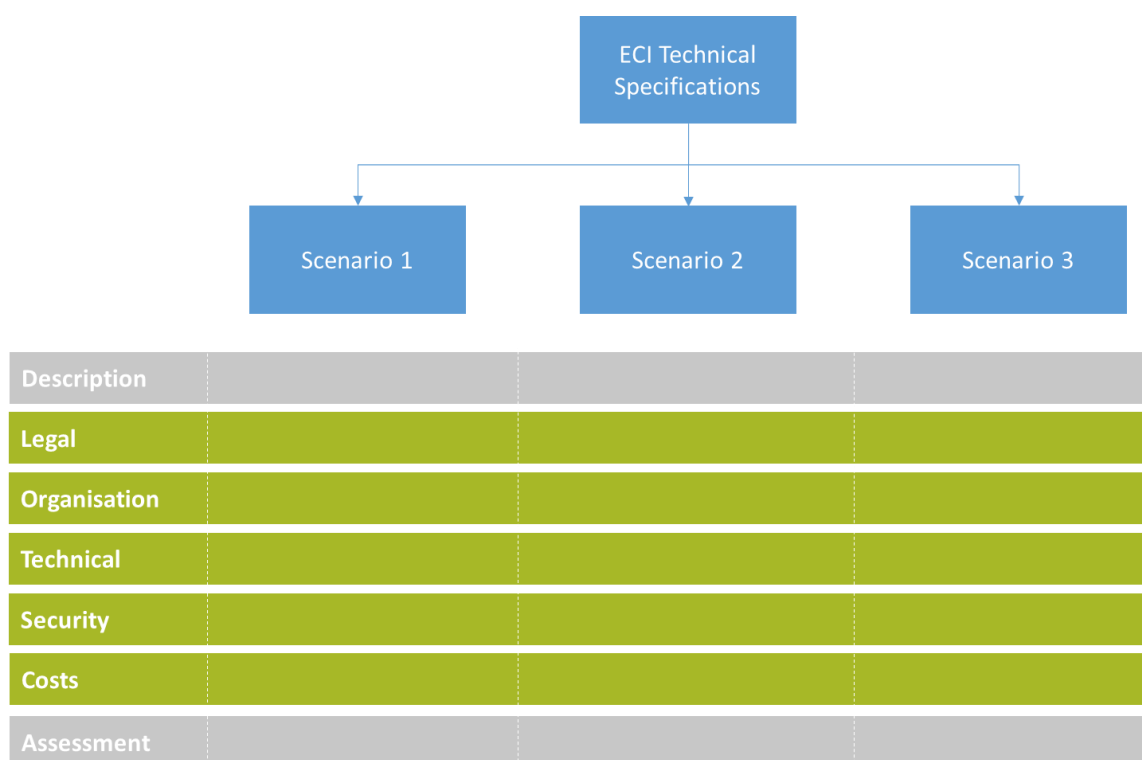 ECI Technical
Specifications
Scenario 1
Scenario 2
Scenario 3
Description
Legal
Organisation
Technical
Security
Costs
Assessment